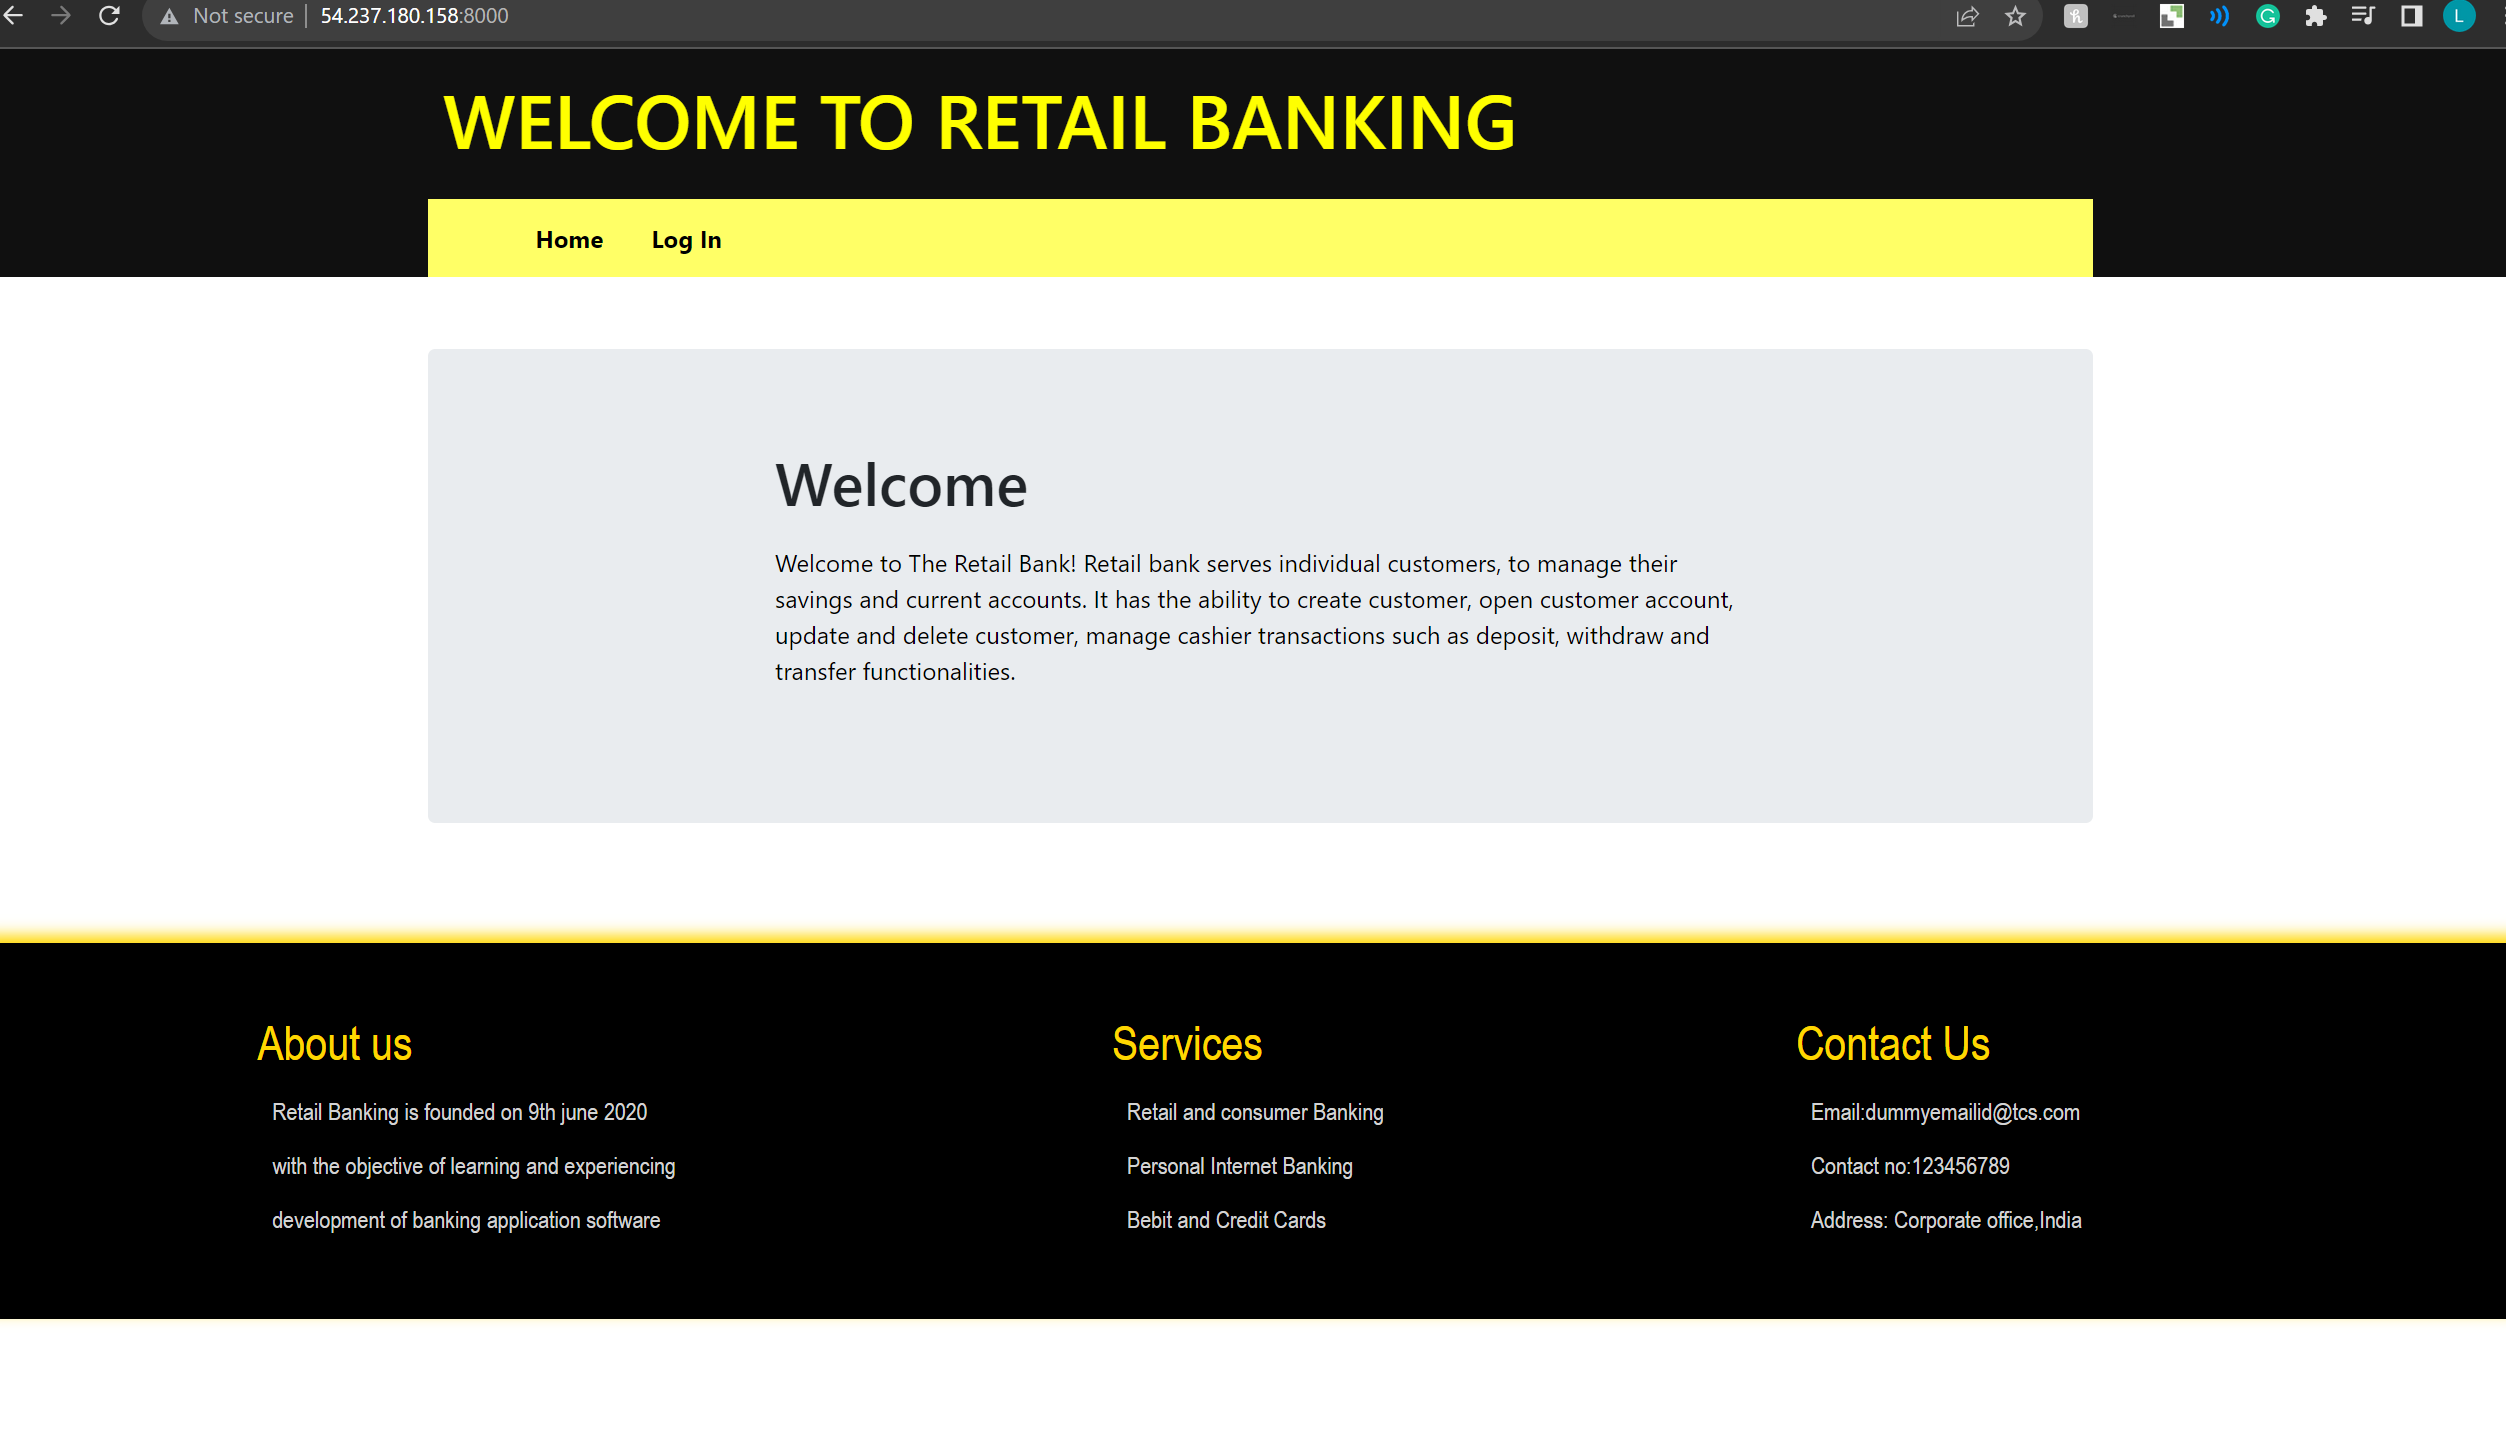 Not secure
54.237.180.158:8000
L
WELCOME TO RETAIL BANKING
Home
Log In
Welcome
Welcome to The Retail Bank! Retail bank serves individual customers, to manage their
savings and current accounts. It has the ability to create customer, open customer account,
update and delete customer, manage cashier transactions such as deposit, withdraw and
transfer functionalities.
About us
Retail Banking is founded on 9th june 2020
with the objective of learning and experiencing
development of banking application software
Services
Retail and consumer Banking
Personal Internet Banking
Bebit and Credit Cards
Contact Us
Email:dummyemailid@tcs.com
Contact no:123456789
Address: Corporate office,India